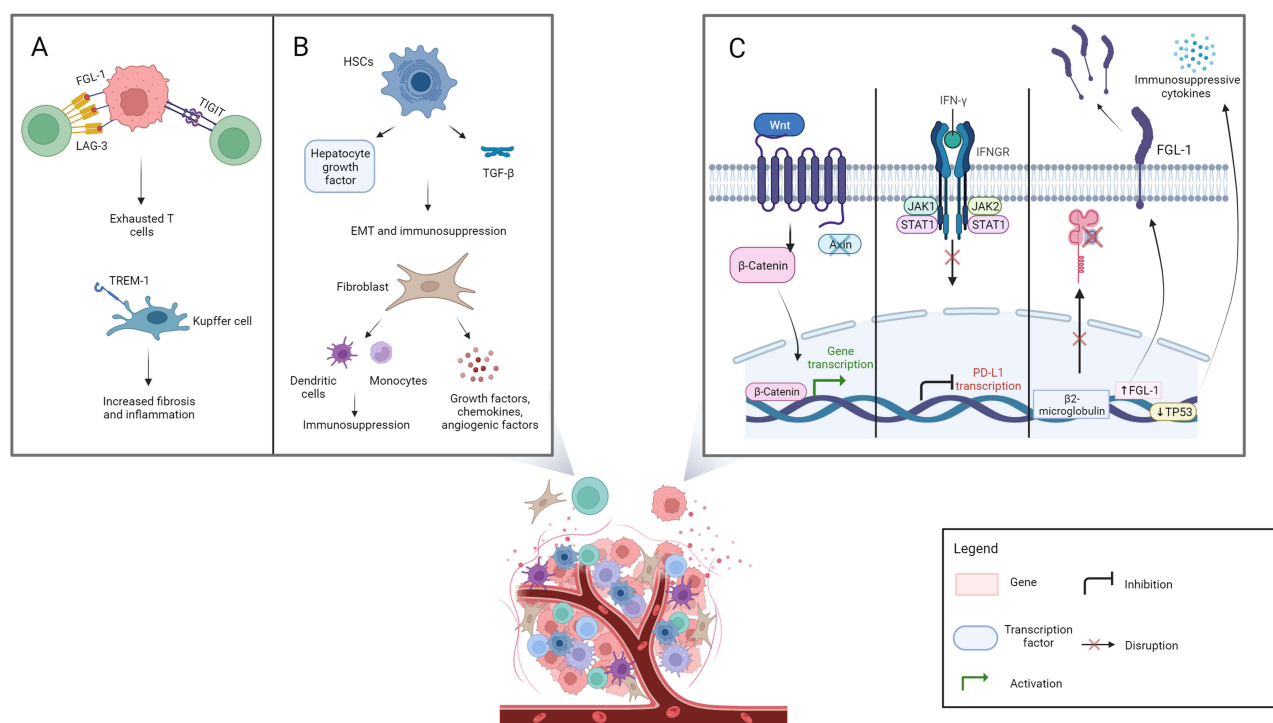 A
FGL-1
TIGIT
LAG-3
Exhausted T
cells
TREM-1
Kupffer cell
Increased fibrosis
and inflammation
B
HSCs
Hepatocyte
growth
factor
TGF-β
EMT and immunosuppression
Fibroblast
Dendritic
cells
Monocytes
Growth factors,
chemokines,
angiogenic factors
Immunosuppression
C
Wnt
Axin
β-Catenin
Gene
transcription
β-Catenin
IFN-γ
IFNGR
JAK1
STAT1
JAK2
STAT1
PD-L1
transcription
Immunosuppressive
cytokines
FGL-1
β2-
microglobulin
↑FGL-1
↓TP53
Legend
Gene
Inhibition
Transcription
factor
Disruption
Activation